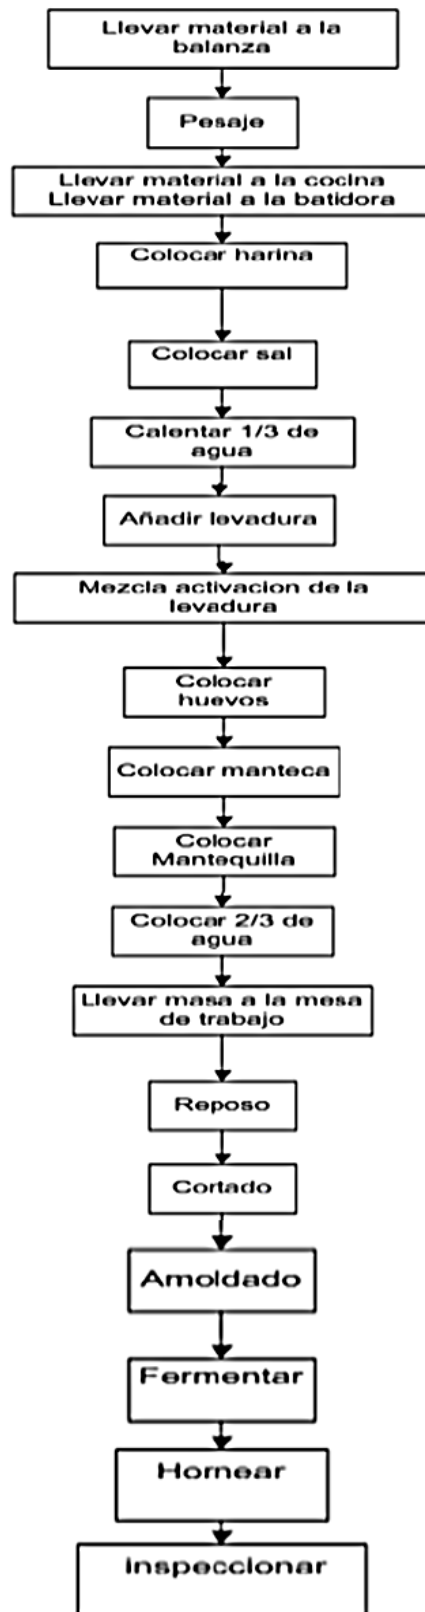 Llevar material a la
balanza
Pesaje
Llevar material a la cocina
Llevar material a la batidora
Colocar harina
Colocar sal
Calentar 1/3 de
agua
Añadir levadura
Mezcla activacion de la
levadura
Colocar
huevos
Colocar manteca
Colocar
Mantequilla
Colocar 2/3 de
agua
Llevar masa a la mesa
de trabajo
Reposo
Cortado
Amoldado
Fermentar
Hornear
Inspeccionar